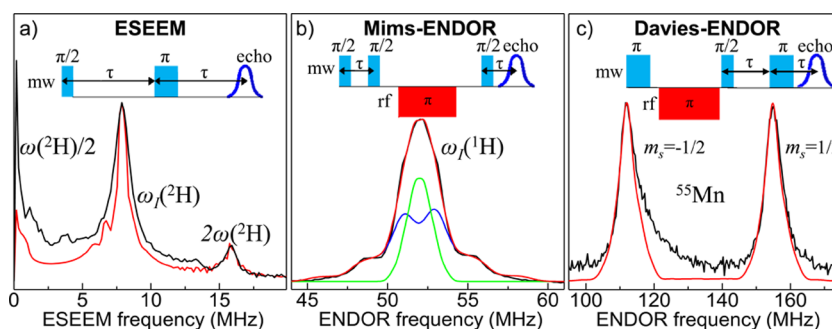 a) ESEEM
π/2 π echo
mw τ τ
ω(²H)/2
ω_I(²H)
2ω(²H)
0 5 10 15
ESEEM frequency (MHz)
b) Mims-ENDOR
π/2 π/2 π/2 echo
mw τ τ
rf π
ω_I(¹H)
45 50 55 60
ENDOR frequency (MHz)
c) Davies-ENDOR
π π/2 π echo
mw τ τ
rf π
m_s=-1/2 m_s=1/
⁵⁵Mn
100 120 140 160
ENDOR frequency (MHz)